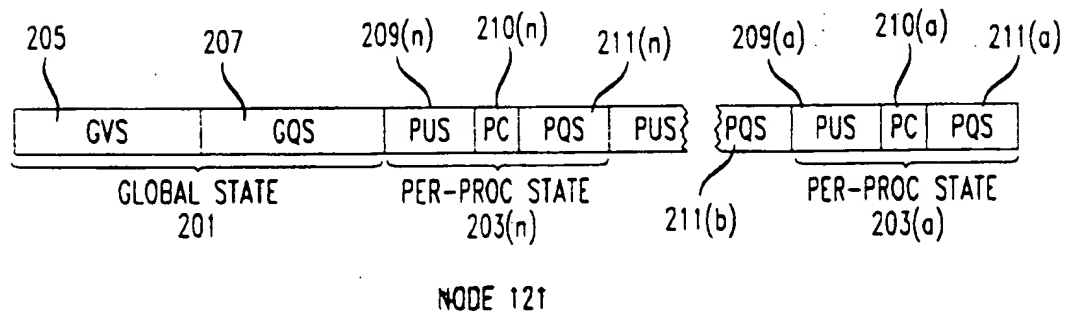 205 207 209(n) 210(n) 211(n) 209(a) 210(a) 211(a)
GVS GQS PUS PC PQS PUS PQS PUS PC PQS
GLOBAL STATE PER-PROC STATE PER-PROC STATE
201 203(n) 211(b) 203(a)
NODE 121